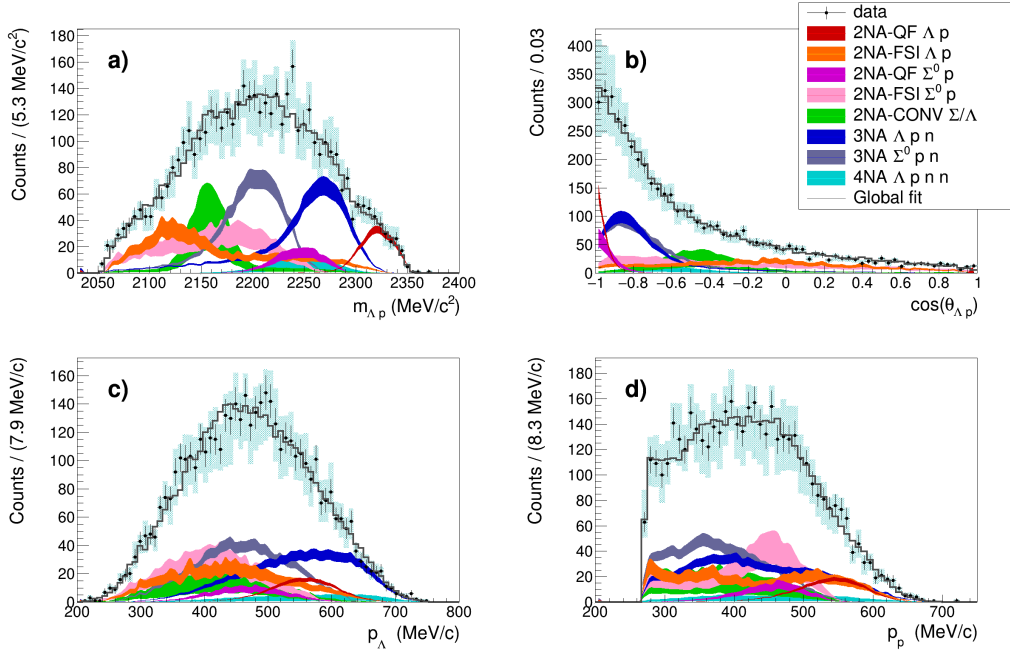 a)
Counts / (5.3 MeV/c²)
180
160
140
120
100
80
60
40
20
0
2050 2100 2150 2200 2250 2300 2350 2400
m_Λ p (MeV/c²)
b)
Counts / 0.03
400
350
300
250
200
150
100
50
0
−1 −0.8 −0.6 −0.4 −0.2 0 0.2 0.4 0.6 0.8 1
cos(θ_Λ p)
data
2NA-QF Λ p
2NA-FSI Λ p
2NA-QF Σ⁰ p
2NA-FSI Σ⁰ p
2NA-CONV Σ/Λ
3NA Λ p n
3NA Σ⁰ p n
4NA Λ p n n
Global fit
c)
Counts / (7.9 MeV/c)
160
140
120
100
80
60
40
20
0
200 300 400 500 600 700 800
p_Λ (MeV/c)
d)
Counts / (8.3 MeV/c)
180
160
140
120
100
80
60
40
20
0
200 300 400 500 600 700
p_p (MeV/c)